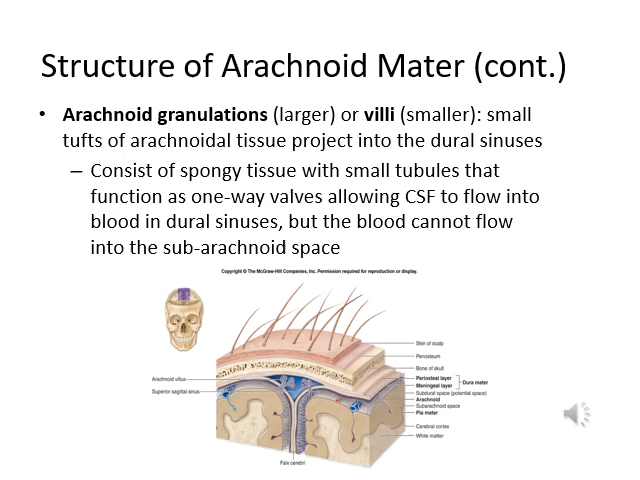 Structure of Arachnoid Mater (cont.)
• Arachnoid granulations (larger) or villi (smaller): small
tufts of arachnoidal tissue project into the dural sinuses
– Consist of spongy tissue with small tubules that
function as one-way valves allowing CSF to flow into
blood in dural sinuses, but the blood cannot flow
into the sub-arachnoid space
Copyright © The McGraw-Hill Companies, Inc. Permission required for reproduction or display.
Skin of scalp
Periosteum
Bone of skull
Arachnoid villus
Periosteal layer
Meningeal layer
Dura mater
Superior sagittal sinus
Subdural space (potential space)
Arachnoid
Subarachnoid space
Pia mater
Cerebral cortex
White matter
Falx cerebri